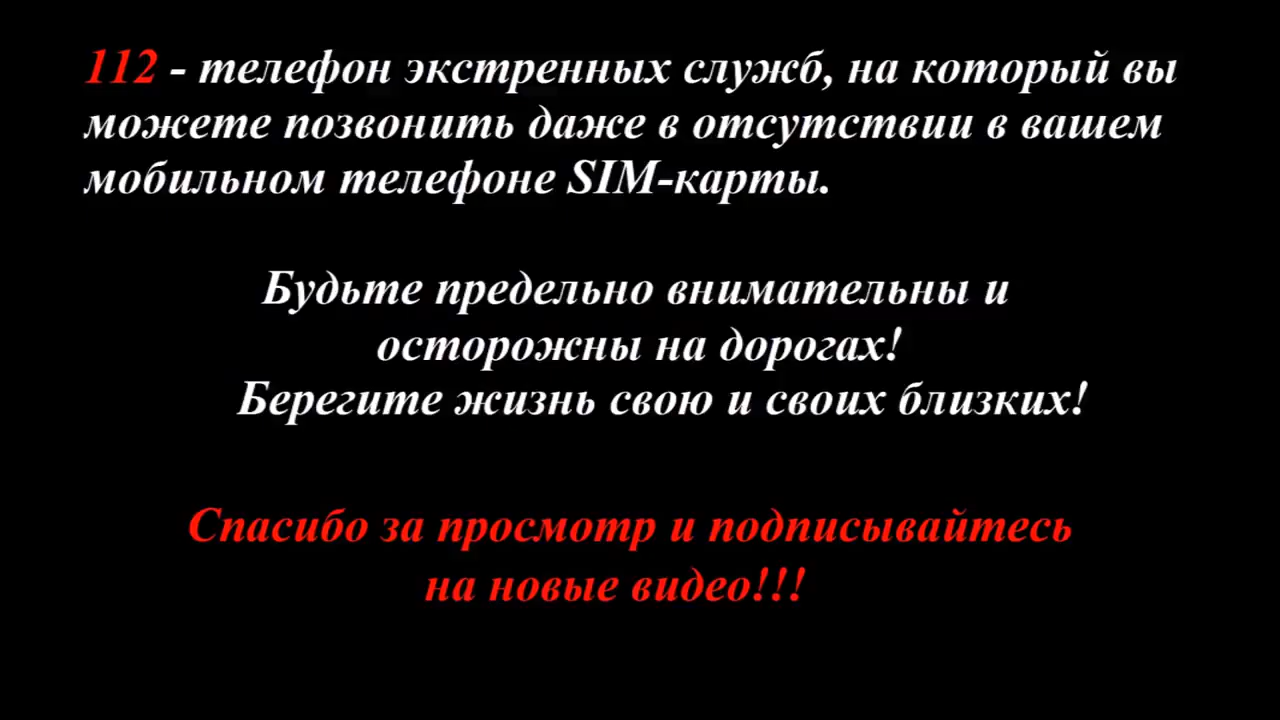 112 - телефон экстренных служб, на который вы
можете позвонить даже в отсутствии в вашем
мобильном телефоне SIM-карты.
Будьте предельно внимательны и
осторожны на дорогах!
Берегите жизнь свою и своих близких!
Спасибо за просмотр и подписывайтесь
на новые видео!!!